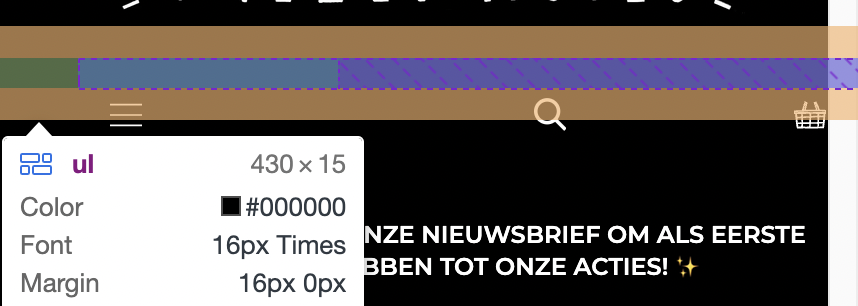 ul 430 × 15
Color #000000
Font 16px Times
Margin 16px 0px
NZE NIEUWSBRIEF OM ALS EERSTE
BBEN TOT ONZE ACTIES! ✨